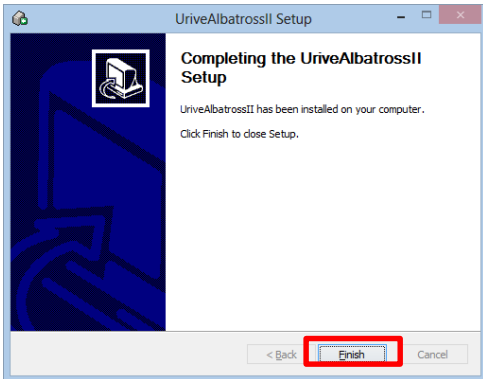 UriveAlbatrossII Setup
Completing the UriveAlbatrossII
Setup
UriveAlbatrossII has been installed on your computer.
Click Finish to close Setup.
< Back
Finish
Cancel